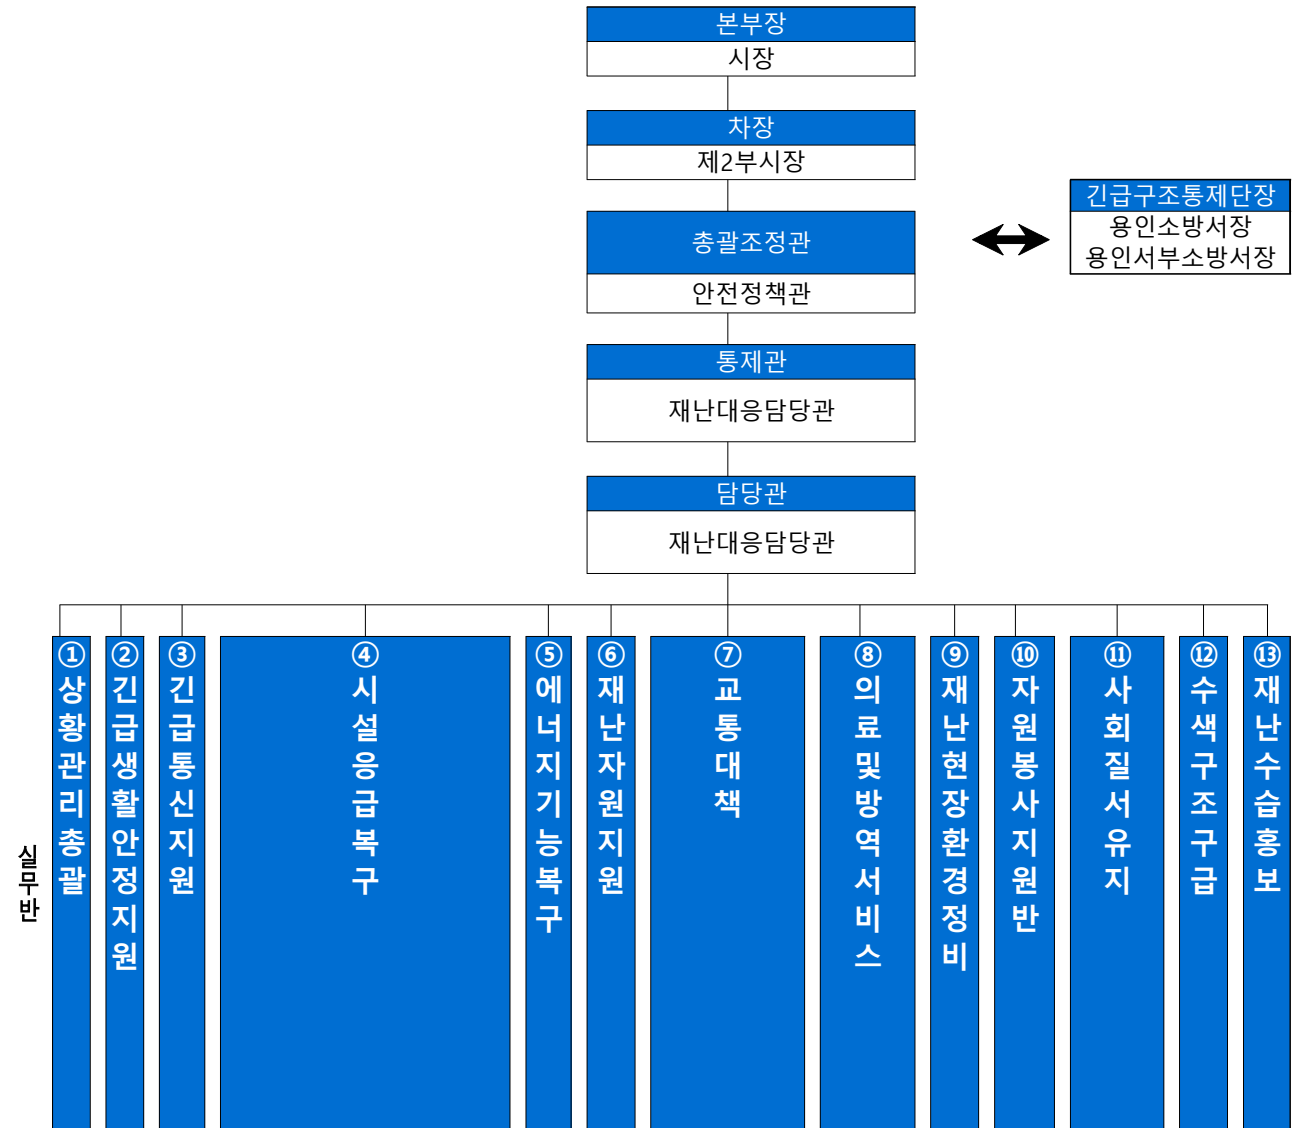 본부장
시장
차장
제2부시장
총괄조정관
안전정책관
긴급구조통제단장
용인소방서장
용인서부소방서장
통제관
재난대응담당관
담당관
재난대응담당관
실무반
①상황관리총괄
②긴급생활안정지원
③긴급통신지원
④시설응급복구
⑤에너지기능복구
⑥재난자원지원
⑦교통대책
⑧의료및방역서비스
⑨재난현장환경정비
⑩자원봉사지원반
⑪사회질서유지
⑫수색구조구급
⑬재난수습홍보